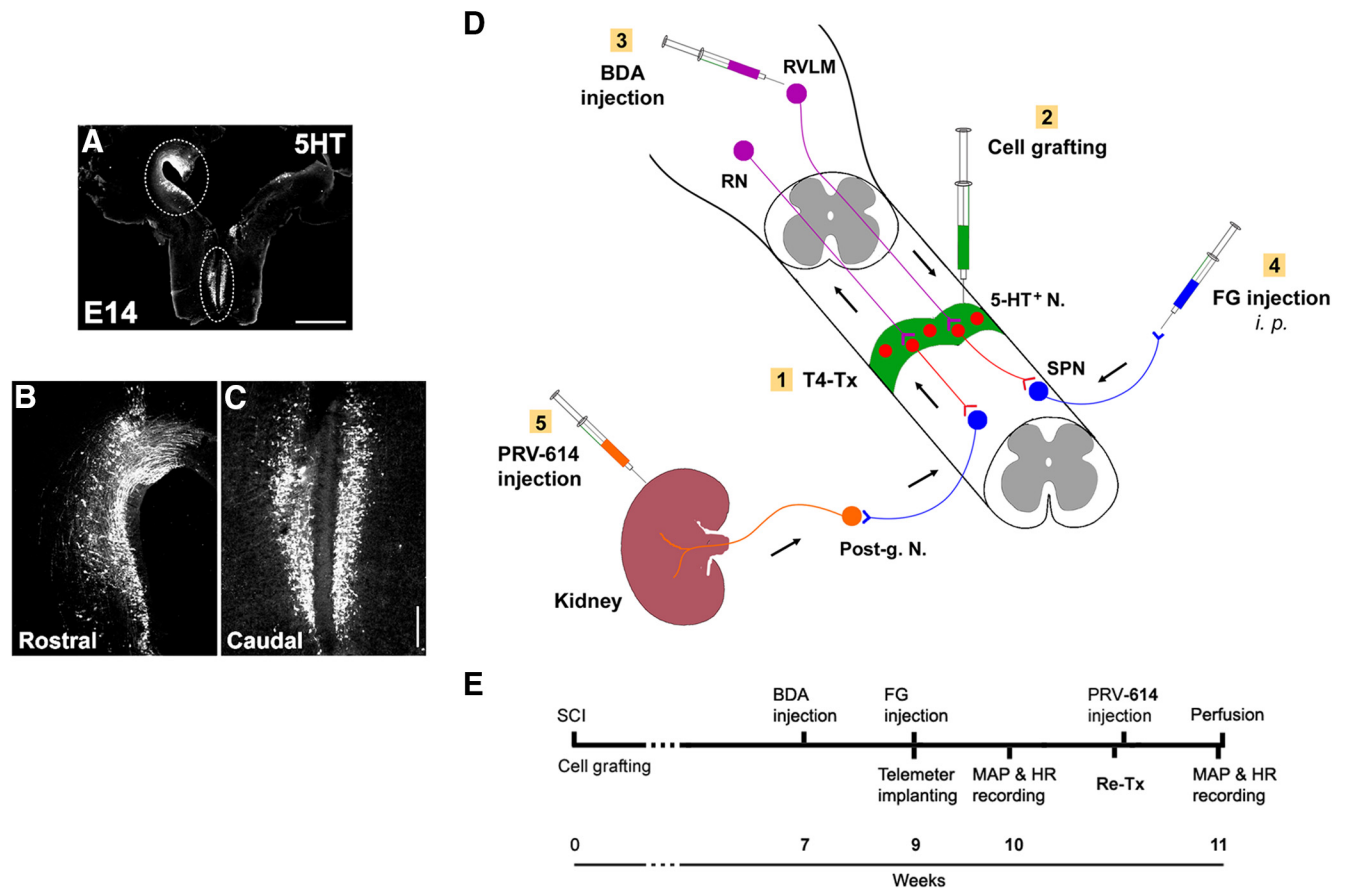 A
5HT
E14
B
Rostral
C
Caudal
D
3
BDA
injection
RVLM
RN
2
Cell grafting
4
FG injection
i. p.
5-HT+ N.
SPN
1 T4-Tx
5
PRV-614
injection
Post-g. N.
Kidney
E
SCI
BDA
injection
FG
injection
PRV-614
injection
Perfusion
Cell grafting
Telemeter
implanting
MAP & HR
recording
Re-Tx
MAP & HR
recording
0 7 9 10 11
Weeks